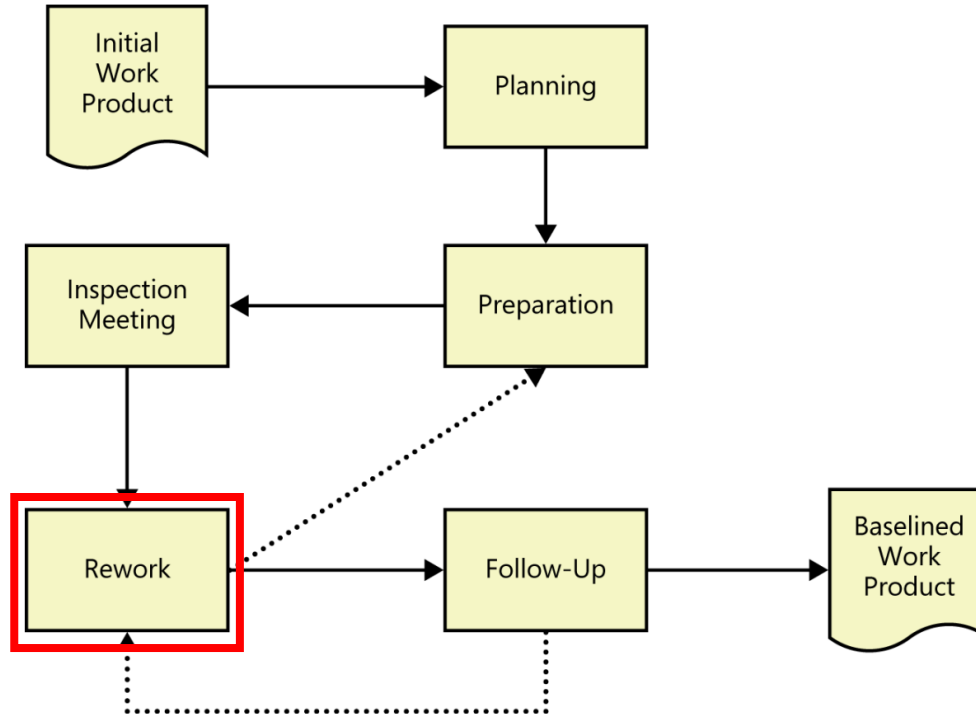 Initial
Work
Product
Planning
Inspection
Meeting
Preparation
Rework
Follow-Up
Baselined
Work
Product